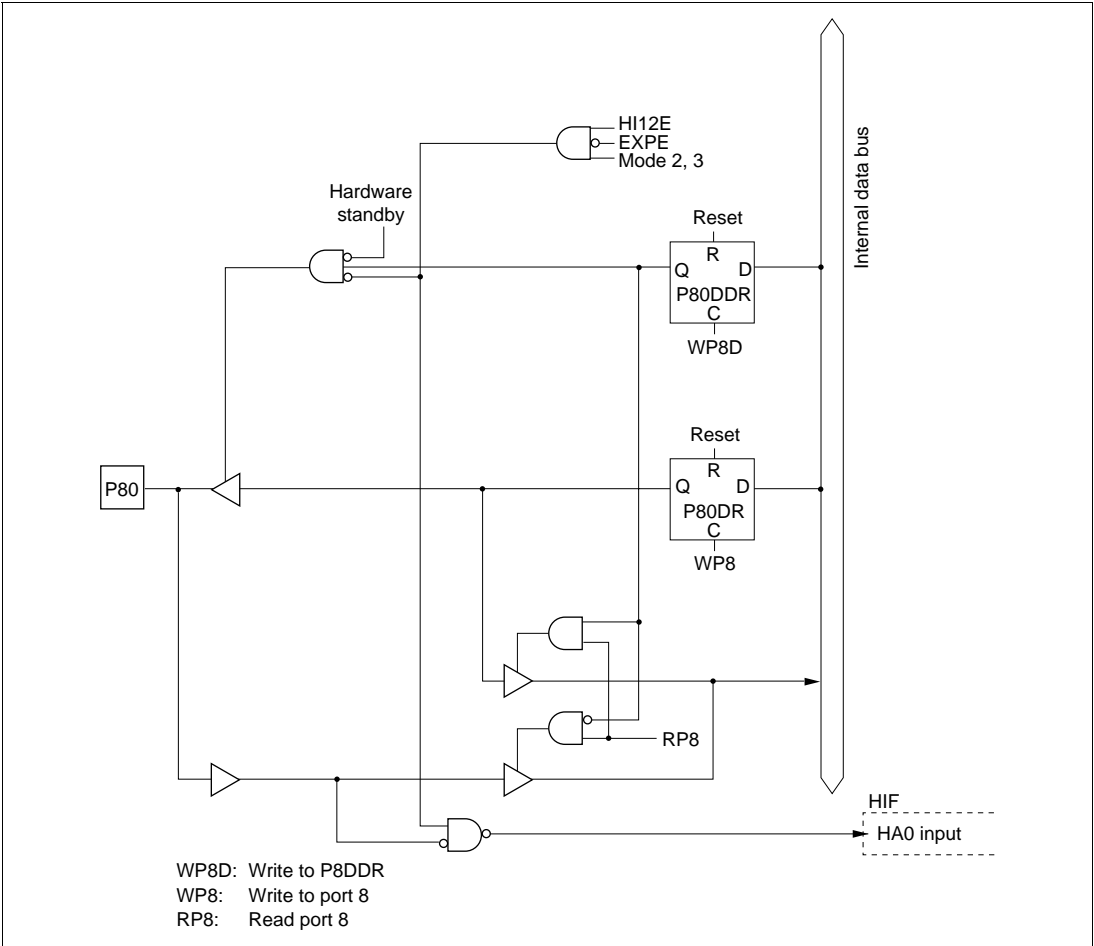 HI12E
EXPE
Mode 2, 3
Hardware
standby
Internal data bus
Reset
R
Q D
P80DDR
C
WP8D
Reset
R
P80
Q D
P80DR
C
WP8
RP8
HIF
HA0 input
WP8D: Write to P8DDR
WP8: Write to port 8
RP8: Read port 8